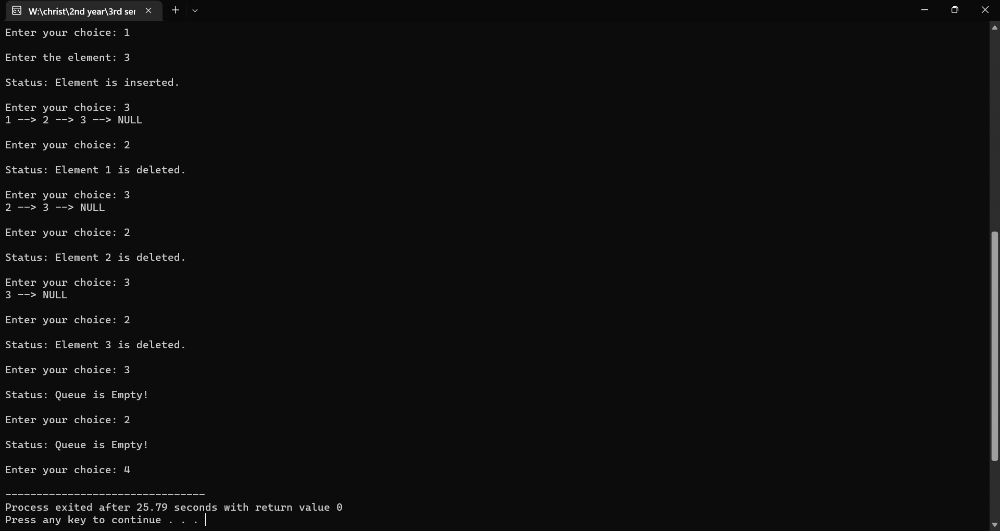 W:\christ\2nd year\3rd ser
Enter your choice: 1
Enter the element: 3
Status: Element is inserted.
Enter your choice: 3
1 --> 2 --> 3 --> NULL
Enter your choice: 2
Status: Element 1 is deleted.
Enter your choice: 3
2 --> 3 --> NULL
Enter your choice: 2
Status: Element 2 is deleted.
Enter your choice: 3
3 --> NULL
Enter your choice: 2
Status: Element 3 is deleted.
Enter your choice: 3
Status: Queue is Empty!
Enter your choice: 2
Status: Queue is Empty!
Enter your choice: 4
--------------------------------
Process exited after 25.79 seconds with return value 0
Press any key to continue . . .